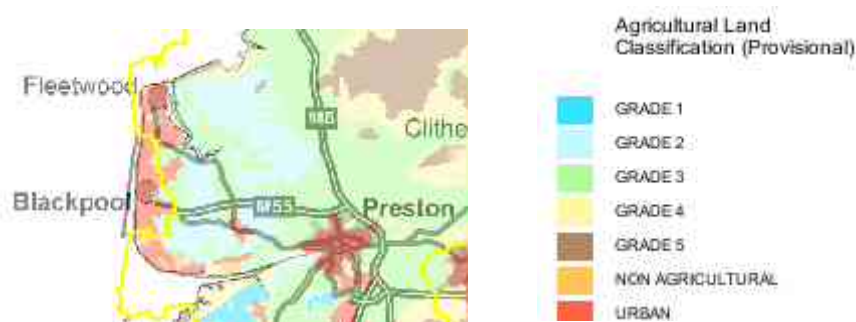 Agricultural Land
Classification (Provisional)
Fleetwood
M6
Clithe
Blackpool
M55
Preston
GRADE 1
GRADE 2
GRADE 3
GRADE 4
GRADE 5
NON AGRICULTURAL
URBAN